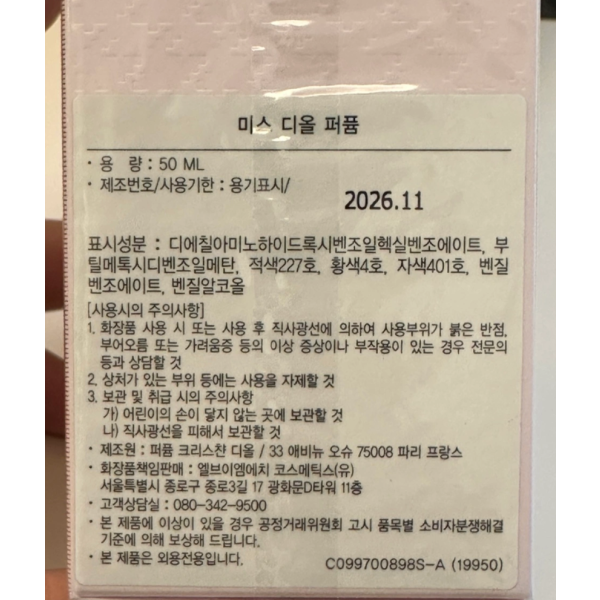 미스 디올 퍼퓸
· 용 량 : 50 ML
· 제조번호/사용기한 : 용기표시/
2026.11
표시성분 : 디에칠아미노하이드록시벤조일헥실벤조에이트, 부
틸메톡시디벤조일메탄, 적색227호, 황색4호, 자색401호, 벤질
벤조에이트, 벤질알코올
[사용시의 주의사항]
1. 화장품 사용 시 또는 사용 후 직사광선에 의하여 사용부위가 붉은 반점,
부어오름 또는 가려움증 등의 이상 증상이나 부작용이 있는 경우 전문의
등과 상담할 것
2. 상처가 있는 부위 등에는 사용을 자제할 것
3. 보관 및 취급 시의 주의사항
가) 어린이의 손이 닿지 않는 곳에 보관할 것
나) 직사광선을 피해서 보관할 것
· 제조원 : 퍼퓸 크리스챤 디올 / 33 애비뉴 오슈 75008 파리 프랑스
· 화장품책임판매 : 엘브이엠에치 코스메틱스(유)
서울특별시 종로구 종로3길 17 광화문D타워 11층
· 고객상담실 : 080-342-9500
· 본 제품에 이상이 있을 경우 공정거래위원회 고시 품목별 소비자분쟁해결
기준에 의해 보상해 드립니다.
· 본 제품은 외용전용입니다.
C099700898S-A (19950)